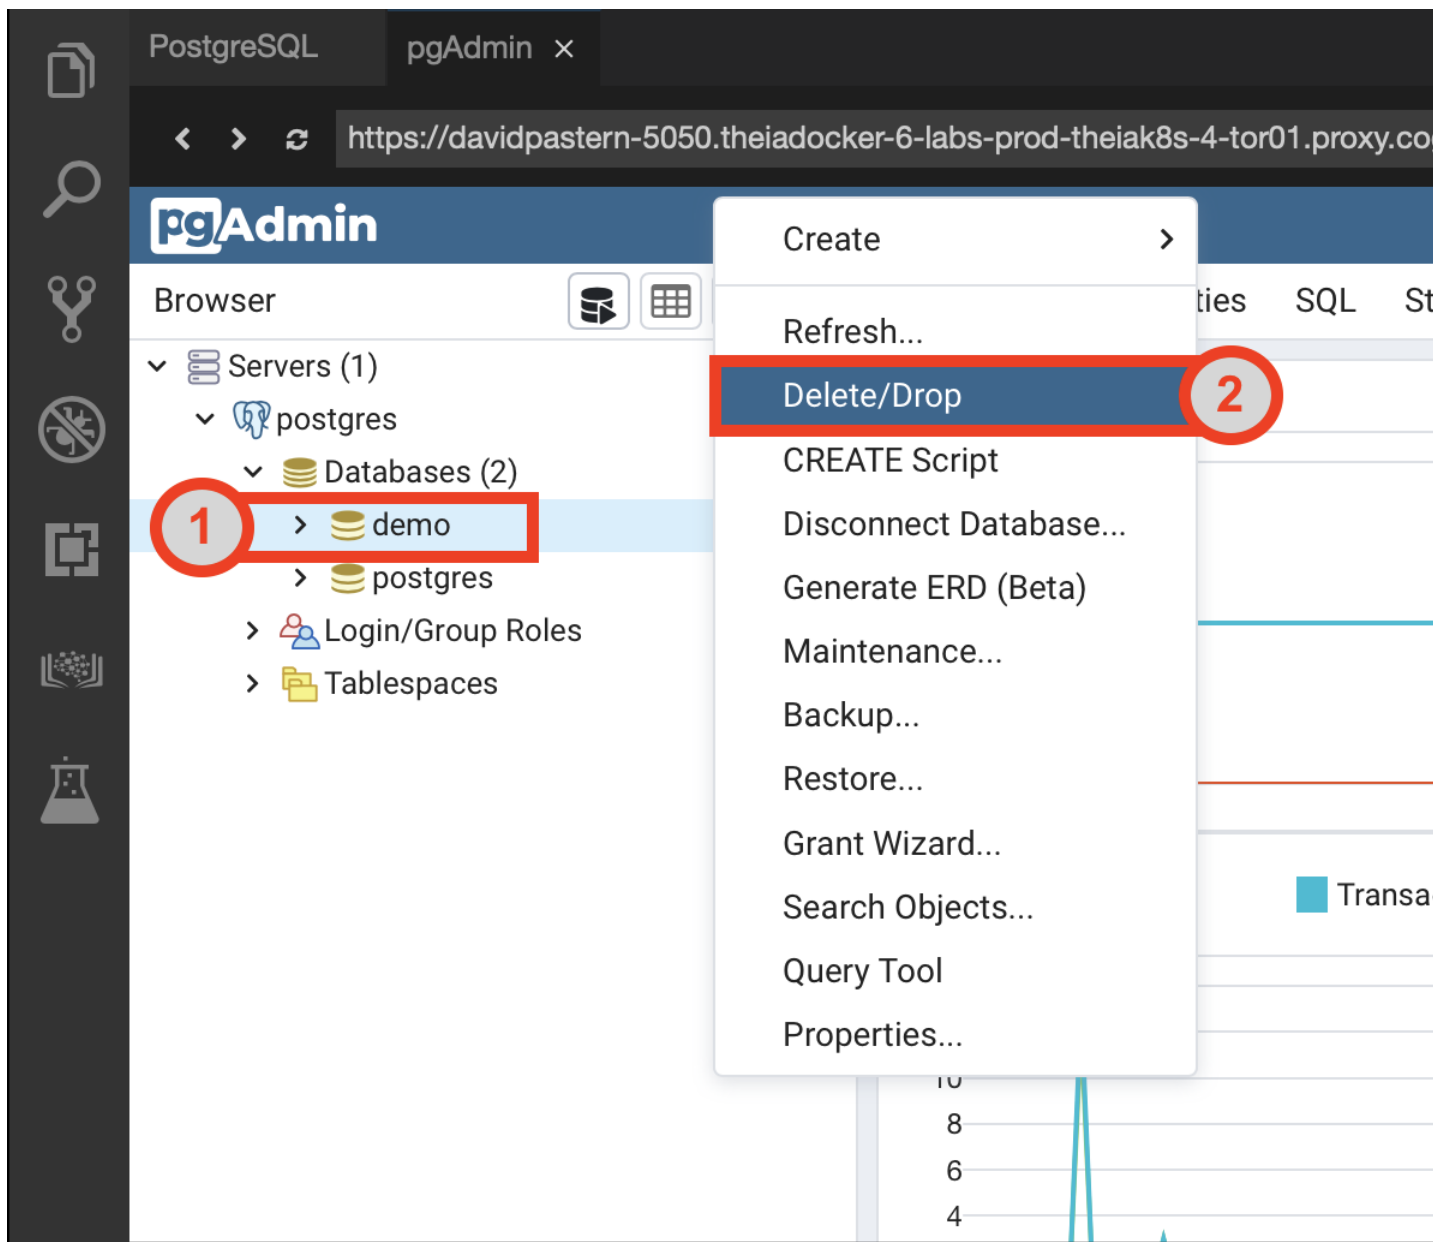 PostgreSQL
pgAdmin
https://davidpastern-5050.theiadocker-6-labs-prod-theiak8s-4-tor01.proxy.co
pgAdmin
Browser
ties
SQL
St
Servers (1)
postgres
Databases (2)
1
demo
postgres
Login/Group Roles
Tablespaces
Create
Refresh...
Delete/Drop
2
CREATE Script
Disconnect Database...
Generate ERD (Beta)
Maintenance...
Backup...
Restore...
Grant Wizard...
Search Objects...
Query Tool
Properties...
Transa
10
8
6
4